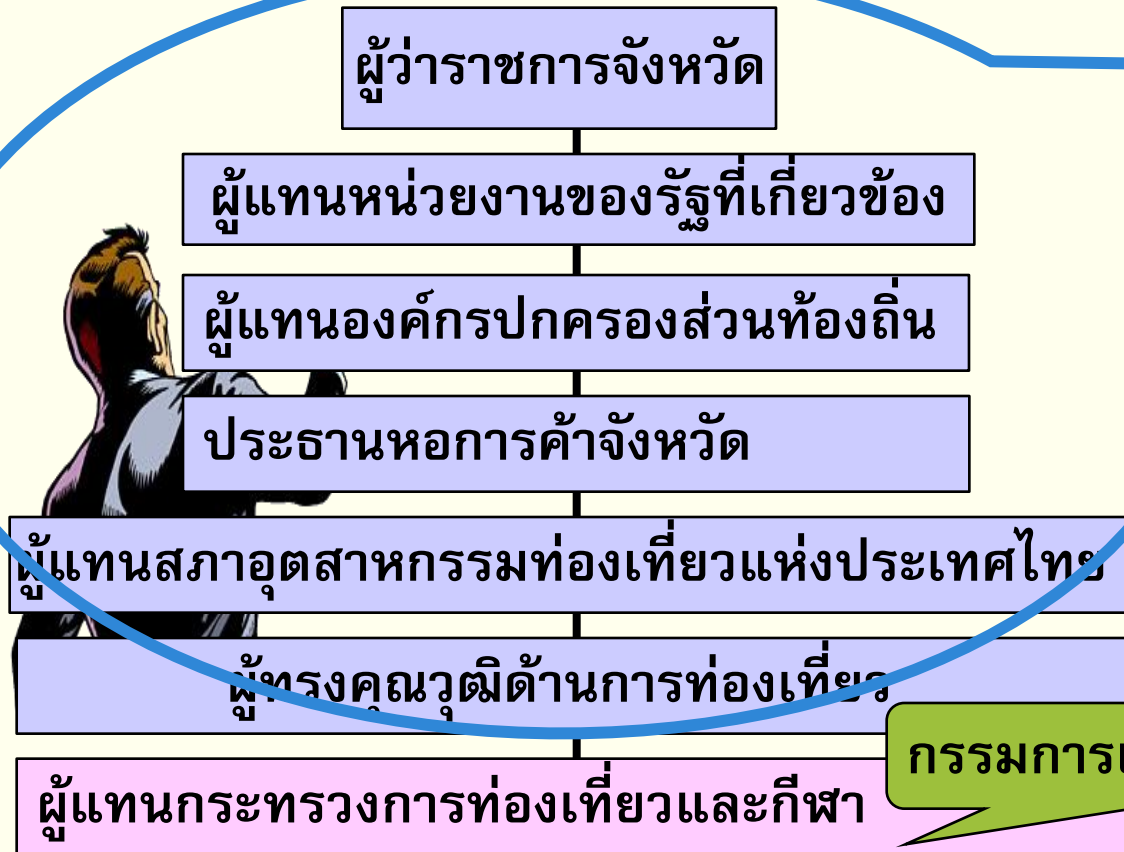 ผู้ว่าราชการจังหวัด
ผู้แทนหน่วยงานของรัฐที่เกี่ยวข้อง
ผู้แทนองค์กรปกครองส่วนท้องถิ่น
ประธานหอการค้าจังหวัด
ผู้แทนสภาอุตสาหกรรมท่องเที่ยวแห่งประเทศไทย
ผู้ทรงคุณวุฒิด้านการท่องเที่ยว
กรรมการ
ผู้แทนกระทรวงการท่องเที่ยวและกีฬา